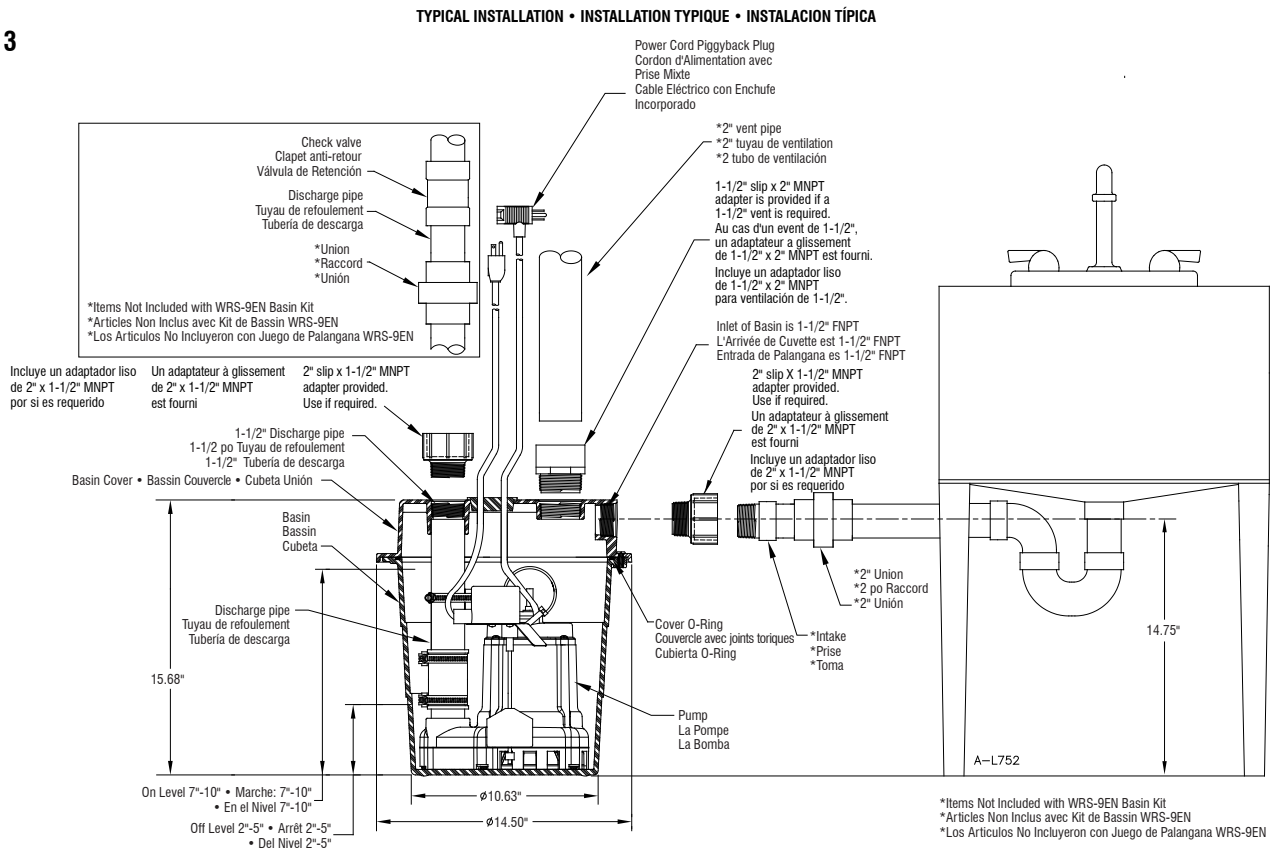 TYPICAL INSTALLATION • INSTALLATION TYPIQUE • INSTALACION TÍPICA
3
Power Cord Piggyback Plug
Cordon d'Alimentation avec
Prise Mixte
Cable Eléctrico con Enchufe
Incorporado
*2" vent pipe
*2" tuyau de ventilation
*2 tubo de ventilación
Check valve
Clapet anti-retour
Válvula de Retención
Discharge pipe
Tuyau de refoulement
Tubería de descarga
*Union
*Raccord
*Unión
*Items Not Included with WRS-9EN Basin Kit
*Articles Non Inclus avec Kit de Bassin WRS-9EN
*Los Articulos No Incluyeron con Juego de Palangana WRS-9EN
1-1/2" slip x 2" MNPT
adapter is provided if a
1-1/2" vent is required.
Au cas d'un event de 1-1/2",
un adaptateur a glissement
de 1-1/2" x 2" MNPT est fourni.
Incluye un adaptador liso
de 1-1/2" x 2" MNPT
para ventilación de 1-1/2".
Inlet of Basin is 1-1/2" FNPT
L'Arrivée de Cuvette est 1-1/2" FNPT
Entrada de Palangana es 1-1/2" FNPT
Incluye un adaptador liso
de 2" x 1-1/2" MNPT
por si es requerido
Un adaptateur à glissement
de 2" x 1-1/2" MNPT
est fourni
2" slip x 1-1/2" MNPT
adapter provided.
Use if required.
2" slip X 1-1/2" MNPT
adapter provided.
Use if required.
Un adaptateur à glissement
de 2" x 1-1/2" MNPT
est fourni
Incluye un adaptador liso
de 2" x 1-1/2" MNPT
por si es requerido
1-1/2" Discharge pipe
1-1/2 po Tuyau de refoulement
1-1/2" Tubería de descarga
Basin Cover • Bassin Couvercle • Cubeta Unión
Basin
Bassin
Cubeta
Discharge pipe
Tuyau de refoulement
Tubería de descarga
*2" Union
*2 po Raccord
*2" Unión
Cover O-Ring
Couvercle avec joints toriques
Cubierta O-Ring
*Intake
*Prise
*Toma
14.75"
15.68"
Pump
La Pompe
La Bomba
A-L752
On Level 7"-10" • Marche: 7"-10"
• En el Nivel 7"-10"
Off Level 2"-5" • Arrêt 2"-5"
• Del Nivel 2"-5"
ø10.63"
ø14.50"
*Items Not Included with WRS-9EN Basin Kit
*Articles Non Inclus avec Kit de Bassin WRS-9EN
*Los Articulos No Incluyeron con Juego de Palangana WRS-9EN